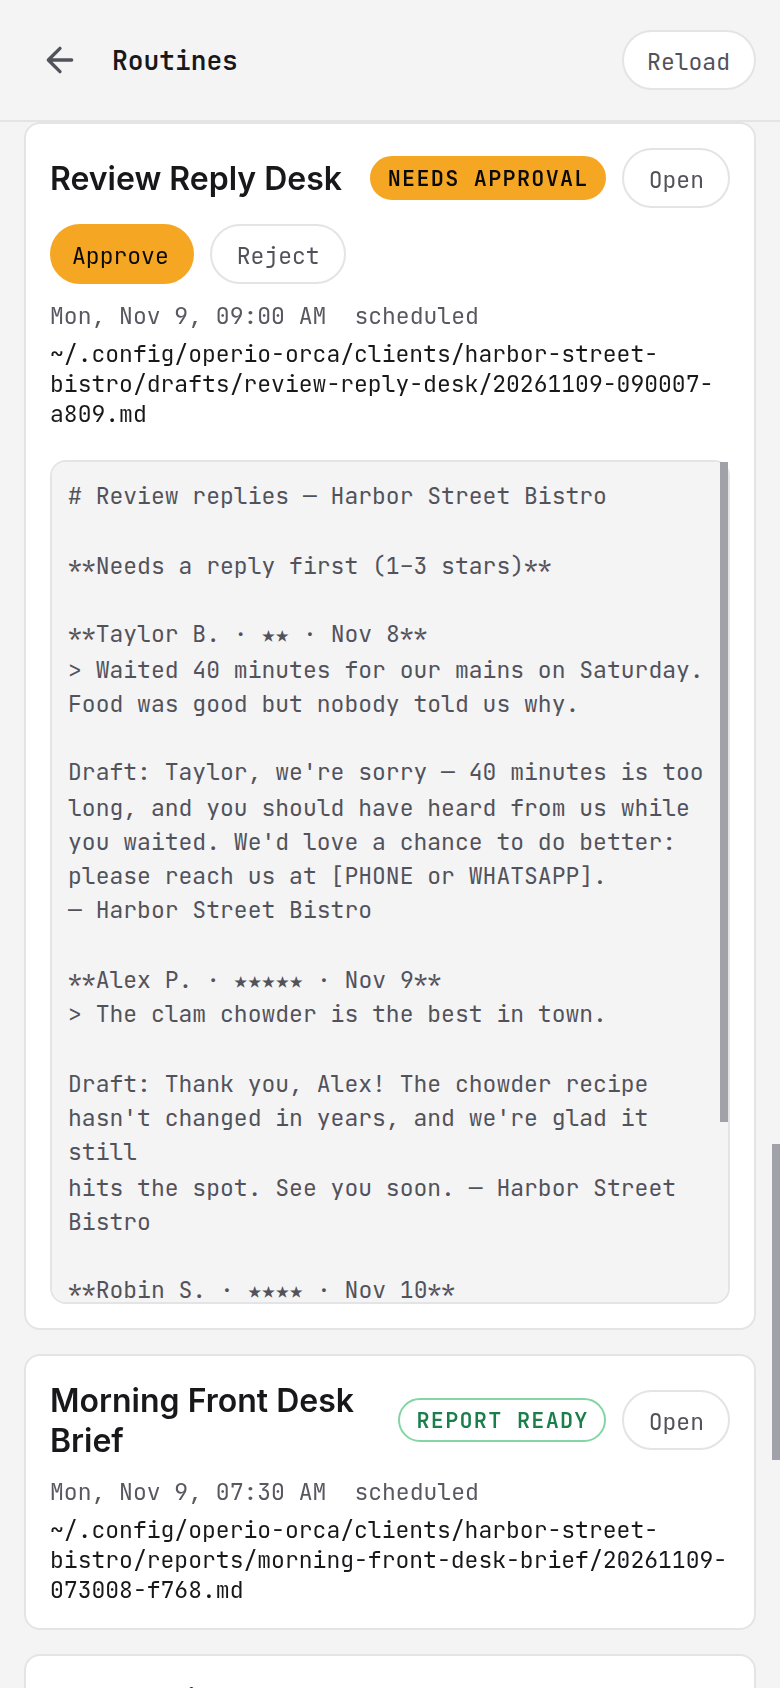 Routines
Reload
Review Reply Desk
NEEDS APPROVAL
Open
Approve
Reject
Mon, Nov 9, 09:00 AM scheduled
~/.config/operio-orca/clients/harbor-street-
bistro/drafts/review-reply-desk/20261109-090007-
a809.md
# Review replies — Harbor Street Bistro
**Needs a reply first (1–3 stars)**
**Taylor B. · ★★ · Nov 8**
> Waited 40 minutes for our mains on Saturday.
Food was good but nobody told us why.
Draft: Taylor, we're sorry — 40 minutes is too
long, and you should have heard from us while
you waited. We'd love a chance to do better:
please reach us at [PHONE or WHATSAPP].
— Harbor Street Bistro
**Alex P. · ★★★★★ · Nov 9**
> The clam chowder is the best in town.
Draft: Thank you, Alex! The chowder recipe
hasn't changed in years, and we're glad it
still
hits the spot. See you soon. — Harbor Street
Bistro
**Robin S. · ★★★★ · Nov 10**
Morning Front Desk
Brief
REPORT READY
Open
Mon, Nov 9, 07:30 AM scheduled
~/.config/operio-orca/clients/harbor-street-
bistro/reports/morning-front-desk-brief/20261109-
073008-f768.md